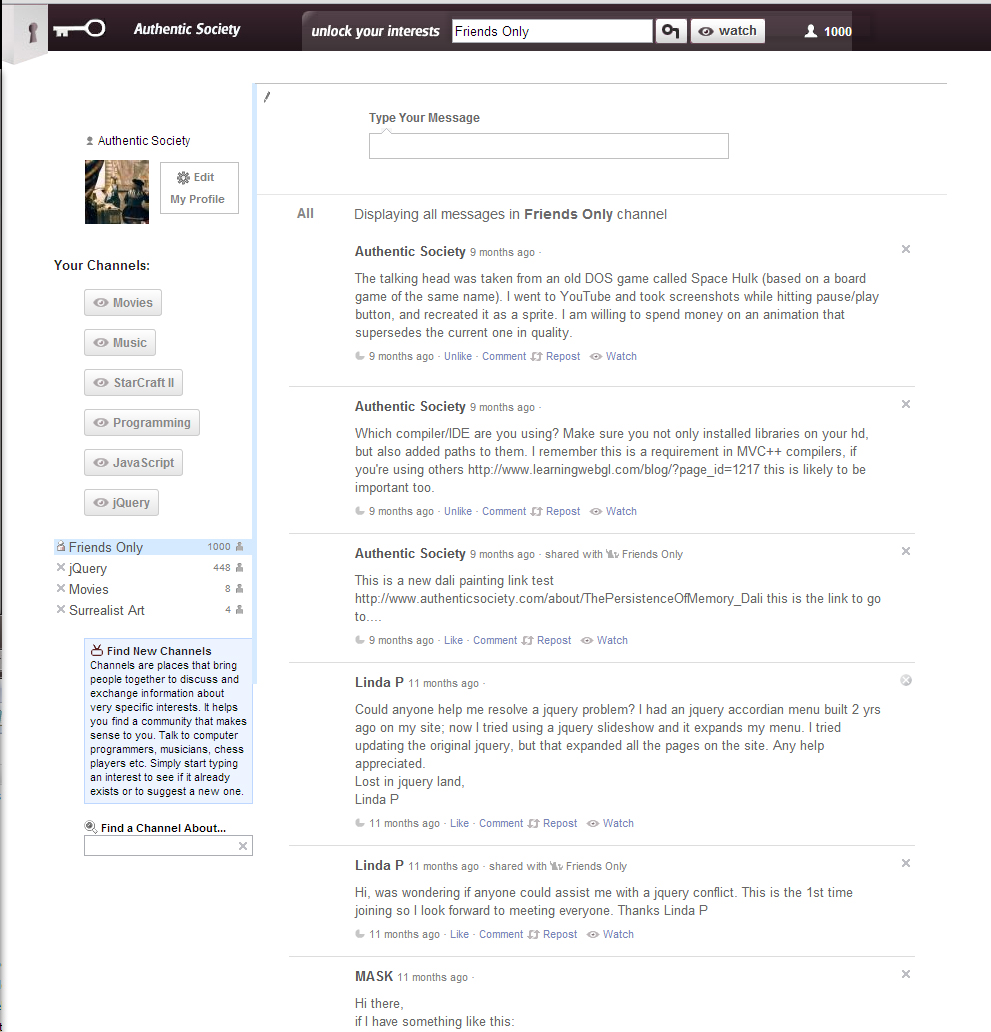 Authentic Society
unlock your interests
Friends Only
watch
1000
Authentic Society
Edit
My Profile
Your Channels:
Movies
Music
StarCraft II
Programming
JavaScript
jQuery
Friends Only 1000
jQuery 448
Movies 8
Surrealist Art 4
Find New Channels
Channels are places that bring
people together to discuss and
exchange information about
very specific interests. It helps
you find a community that makes
sense to you. Talk to computer
programmers, musicians, chess
players etc. Simply start typing
an interest to see if it already
exists or to suggest a new one.
Find a Channel About...
Type Your Message
All
Displaying all messages in Friends Only channel
Authentic Society 9 months ago ·
The talking head was taken from an old DOS game called Space Hulk (based on a board
game of the same name). I went to YouTube and took screenshots while hitting pause/play
button, and recreated it as a sprite. I am willing to spend money on an animation that
supersedes the current one in quality.
9 months ago · Unlike · Comment Repost Watch
Authentic Society 9 months ago ·
Which compiler/IDE are you using? Make sure you not only installed libraries on your hd,
but also added paths to them. I remember this is a requirement in MVC++ compilers, if
you're using others http://www.learningwebgl.com/blog/?page_id=1217 this is likely to be
important too.
9 months ago · Unlike · Comment Repost Watch
Authentic Society 9 months ago · shared with Friends Only
This is a new dali painting link test
http://www.authenticsociety.com/about/ThePersistenceOfMemory_Dali this is the link to go
to....
9 months ago · Like · Comment Repost Watch
Linda P 11 months ago ·
Could anyone help me resolve a jquery problem? I had an jquery accordian menu built 2 yrs
ago on my site; now I tried using a jquery slideshow and it expands my menu. I tried
updating the original jquery, but that expanded all the pages on the site. Any help
appreciated.
Lost in jquery land,
Linda P
11 months ago · Like · Comment Repost Watch
Linda P 11 months ago · shared with Friends Only
Hi, was wondering if anyone could assist me with a jquery conflict. This is the 1st time
joining so I look forward to meeting everyone. Thanks Linda P
11 months ago · Like · Comment Repost Watch
MASK 11 months ago ·
Hi there,
if I have something like this: